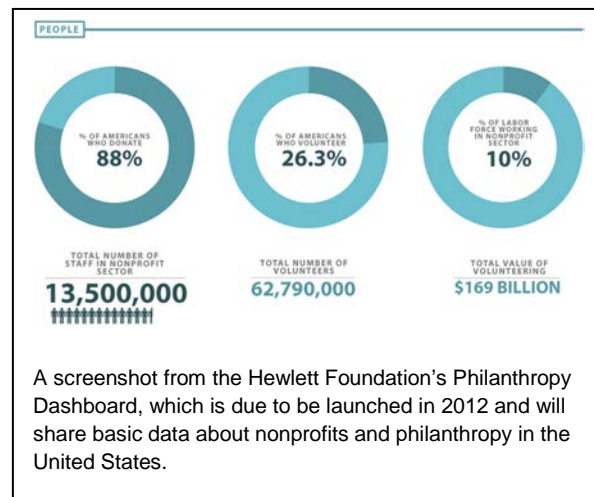 PEOPLE
% OF AMERICANS
WHO DONATE
88%
% OF AMERICANS
WHO VOLUNTEER
26.3%
% OF LABOR
FORCE WORKING
IN NONPROFIT
SECTOR
10%
TOTAL NUMBER OF
STAFF IN NONPROFIT
SECTOR
13,500,000
TOTAL NUMBER OF
VOLUNTEERS
62,790,000
TOTAL VALUE OF
VOLUNTEERING
$169 BILLION
A screenshot from the Hewlett Foundation’s Philanthropy
Dashboard, which is due to be launched in 2012 and will
share basic data about nonprofits and philanthropy in the
United States.